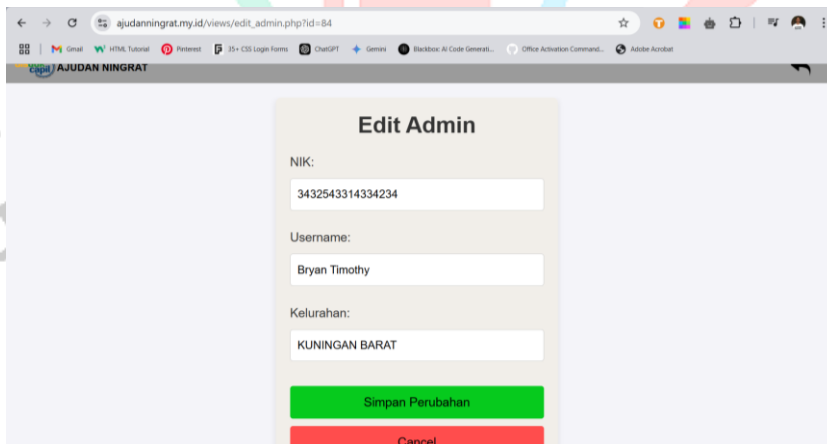 ajudanningrat.my.id/views/edit_admin.php?id=84
Gmail HTML Tutorial Pinterest 35+ CSS Login Forms ChatGPT Gemini Blackbox: AI Code Generati... Office Activation Command... Adobe Acrobat
capil AJUDAN NINGRAT
Edit Admin
NIK:
3432543314334234
Username:
Bryan Timothy
Kelurahan:
KUNINGAN BARAT
Simpan Perubahan
Cancel